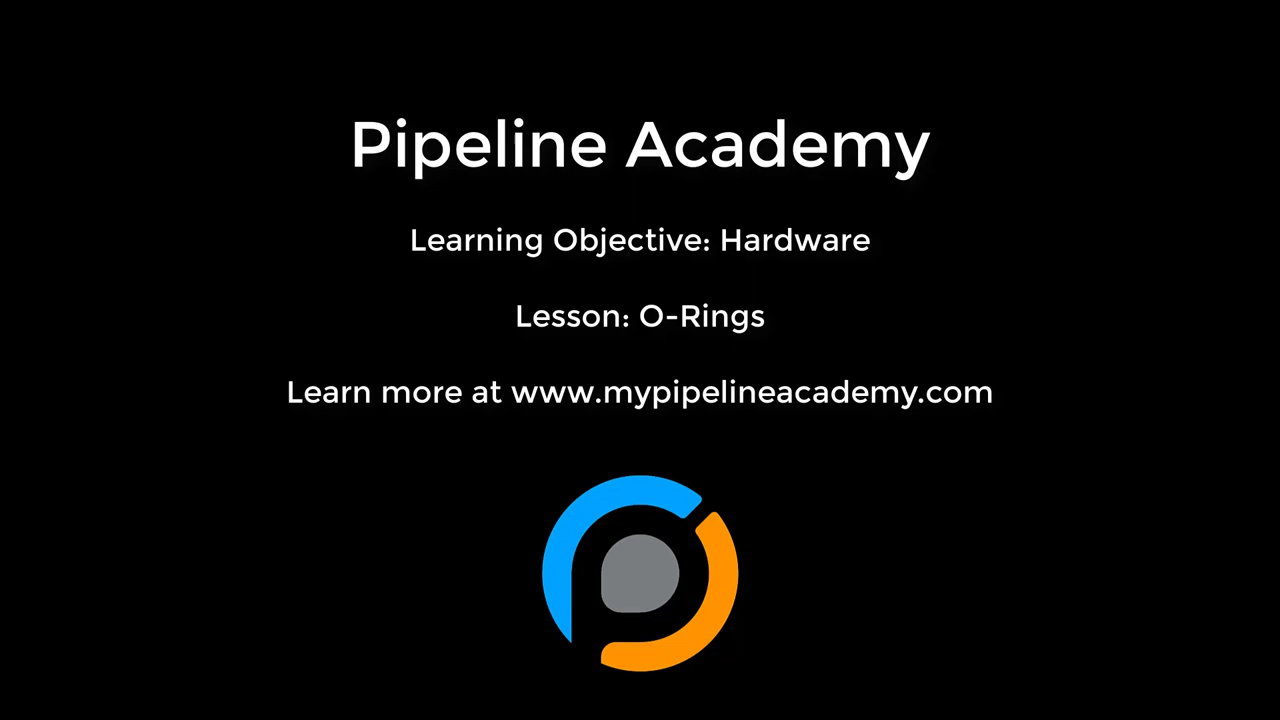 Pipeline Academy
Learning Objective: Hardware
Lesson: O-Rings
Learn more at www.mypipelineacademy.com